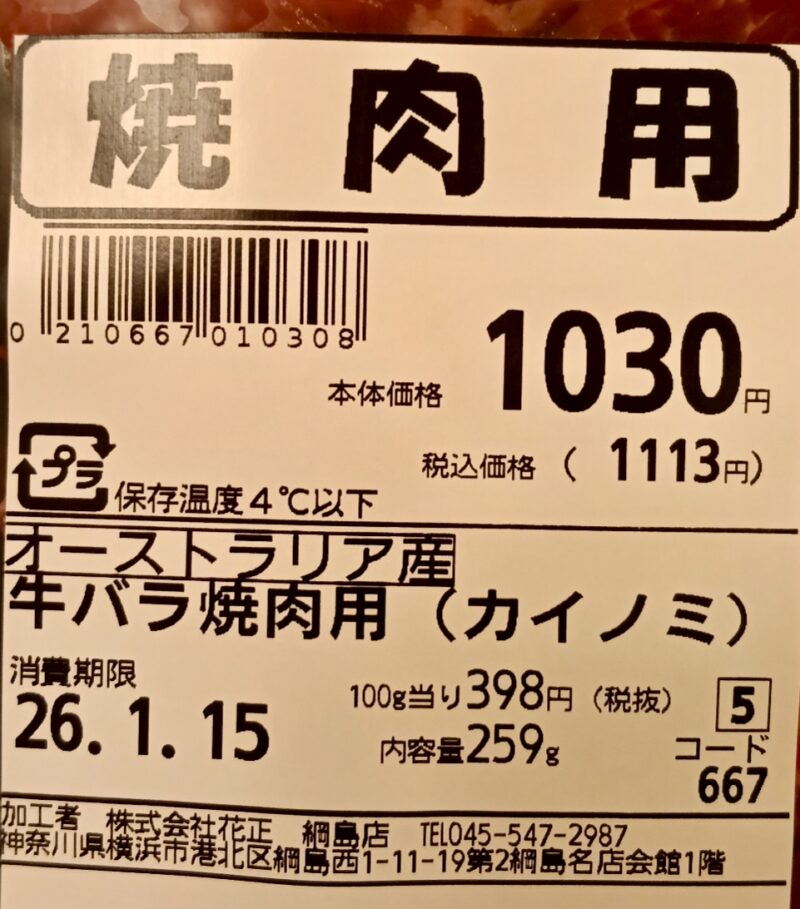 焼肉用
0 210667 010308
本体価格 1030円
税込価格 ( 1113円)
プラ
保存温度4℃以下
オーストラリア産
牛バラ焼肉用(カイノミ)
消費期限
26.1.15
100g当り398円(税抜)
内容量259g
5
コード
667
加工者 株式会社花正 綱島店 TEL045-547-2987
神奈川県横浜市港北区綱島西1-11-19第2綱島名店会館1階